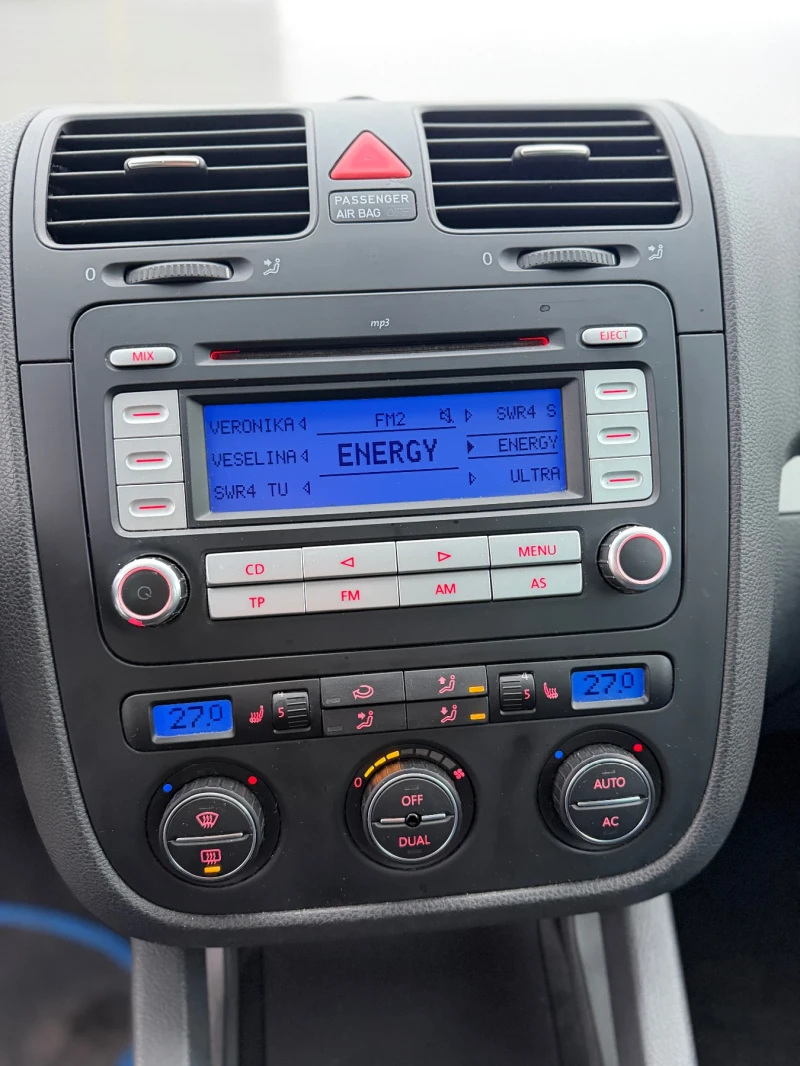 PASSENGER
AIR BAG OFF
0
0
mp3
MIX
EJECT
VERONIKA FM2 SWR4 S
VESELINA ENERGY ENERGY
SWR4 TU ULTRA
CD MENU
TP FM AM AS
27.0 5 5 27.0
0
OFF
DUAL
AUTO
AC